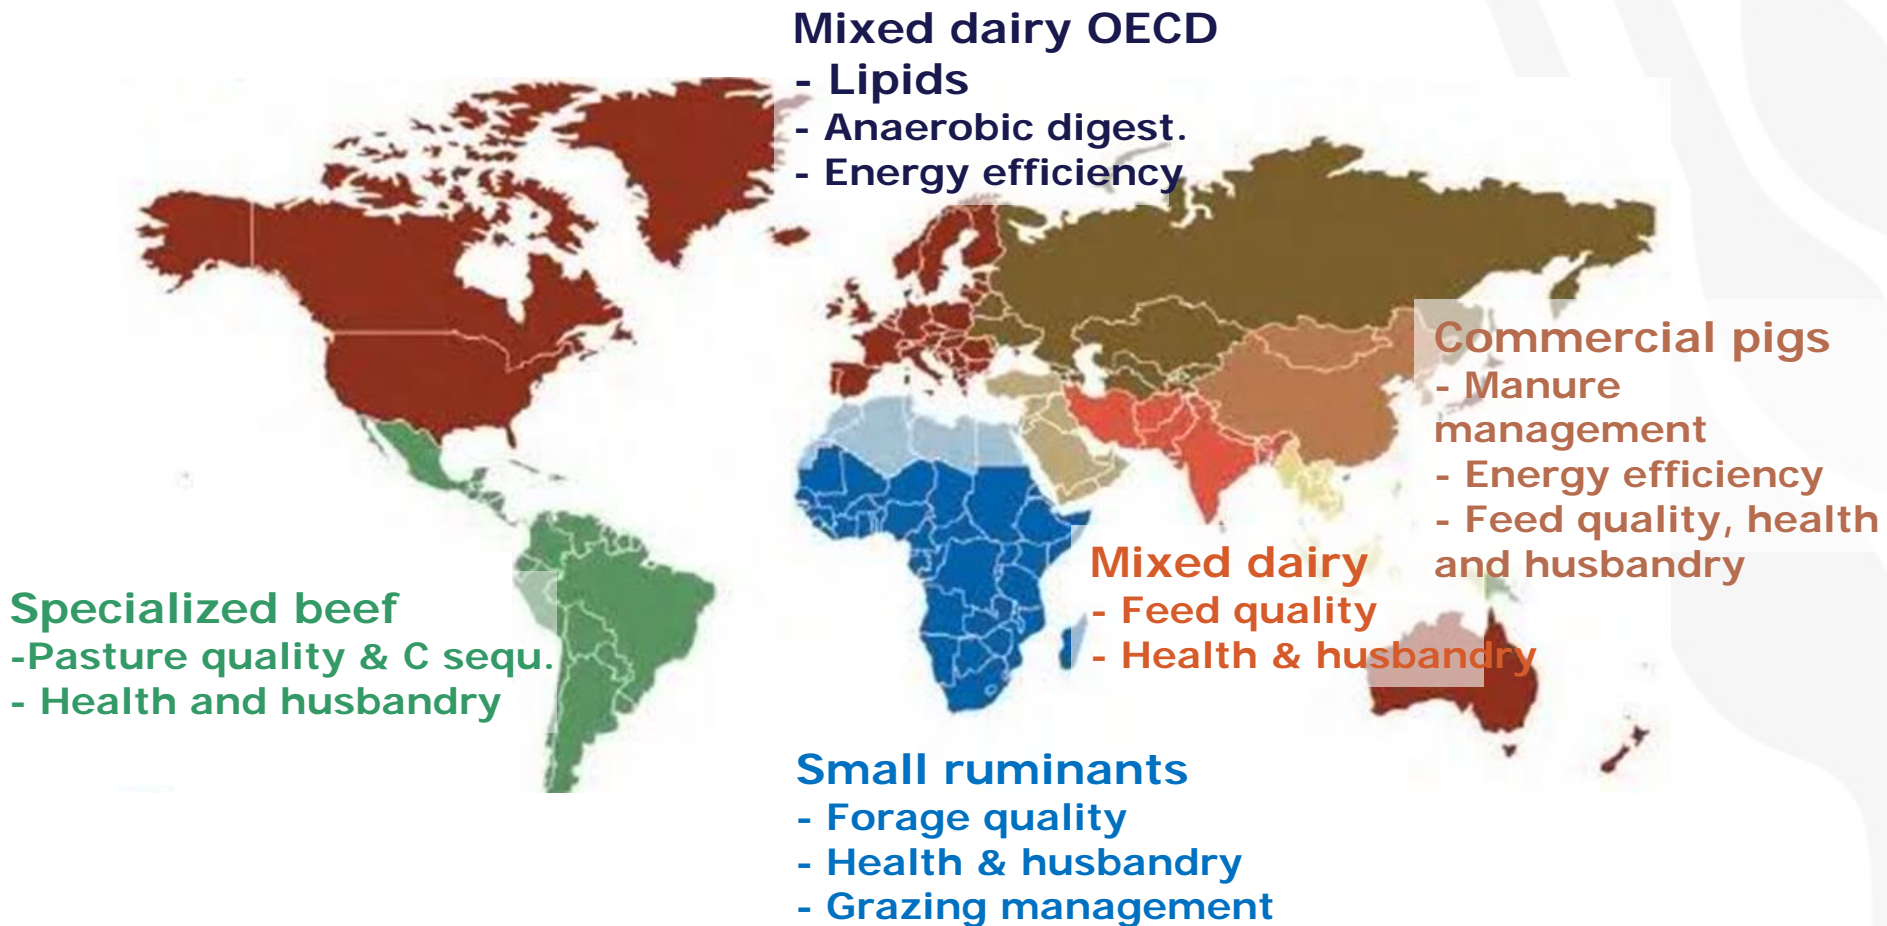 Mixed dairy OECD
- Lipids
- Anaerobic digest.
- Energy efficiency
Commercial pigs
- Manure
management
- Energy efficiency
- Feed quality, health
and husbandry
Mixed dairy
- Feed quality
- Health & husbandry
Specialized beef
-Pasture quality & C sequ.
- Health and husbandry
Small ruminants
- Forage quality
- Health & husbandry
- Grazing management